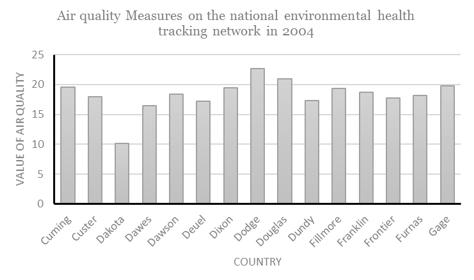 Air quality Measures on the national environmental health
tracking network in 2004
VALUE OF AIR QUALITY
25
20
15
10
5
0
Cuming
Custer
Dakota
Dawes
Dawson
Deuel
Dixon
Dodge
Douglas
Dundy
Fillmore
Franklin
Frontier
Furnas
Gage
COUNTRY